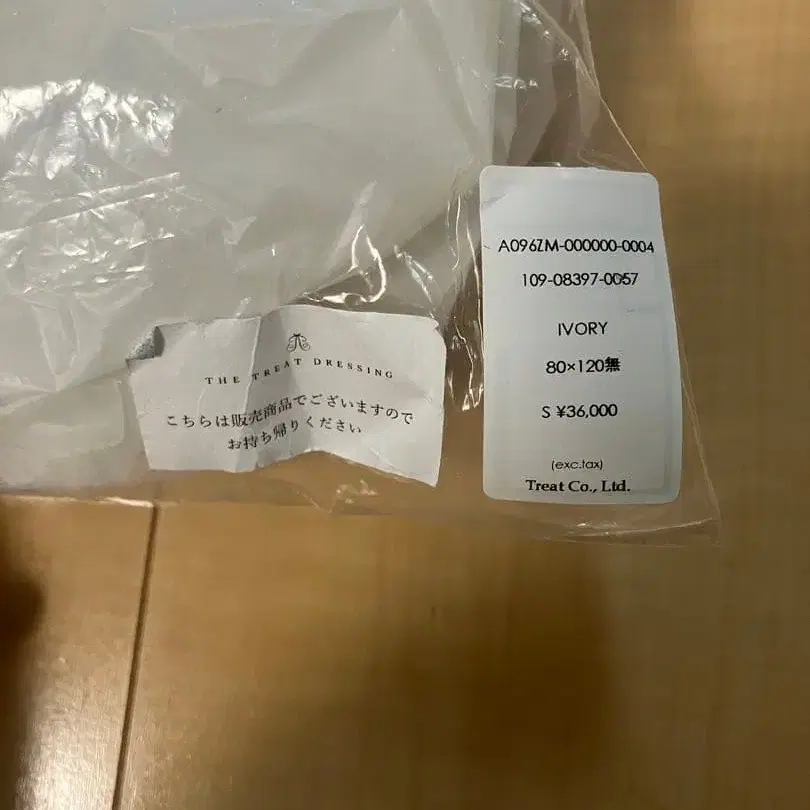 THE TREAT DRESSING
こちらは販売商品でございますので
お持ち帰りください
A096ZM-000000-0004
109-08397-0057
IVORY
80×120無
S ¥36,000
(exc.tax)
Treat Co., Ltd.